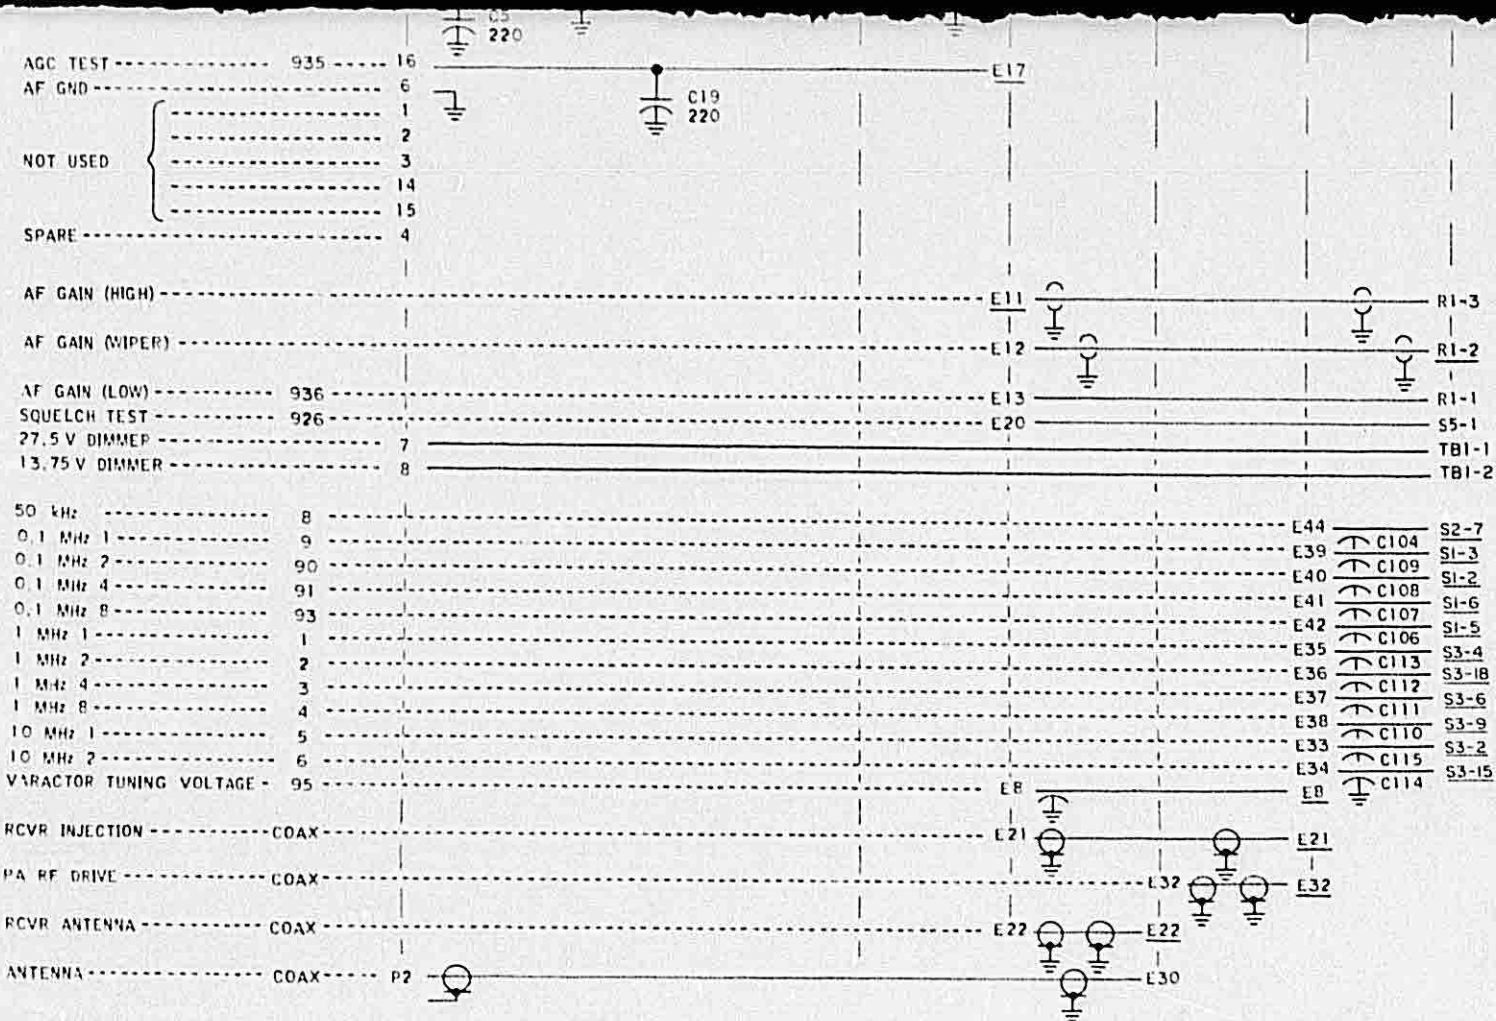 C5
220
AGC TEST 935 16 E17
AF GND 6
C19
220
1
2
NOT USED 3
14
15
SPARE 4
AF GAIN (HIGH) E11 R1-3
AF GAIN (WIPER) E12 R1-2
AF GAIN (LOW) 936 E13 R1-1
SQUELCH TEST 926 E20 S5-1
27.5 V DIMMER 7 TB1-1
13.75 V DIMMER 8 TB1-2
50 kHz 8 E44 S2-7
C104
0.1 MHz 1 9 E39 S1-3
C109
0.1 MHz 2 90 E40 S1-2
C108
0.1 MHz 4 91 E41 S1-6
C107
0.1 MHz 8 93 E42 S1-5
C106
1 MHz 1 1 E35 S3-4
C113
1 MHz 2 2 E36 S3-18
C112
1 MHz 4 3 E37 S3-6
C111
1 MHz 8 4 E38 S3-9
C110
10 MHz 1 5 E33 S3-2
C115
10 MHz 2 6 E34 S3-15
C114
VARACTOR TUNING VOLTAGE 95 E8 E8
RCVR INJECTION COAX E21 E21
PA RF DRIVE COAX E32 E32
RCVR ANTENNA COAX E22 E22
ANTENNA COAX P2 E30